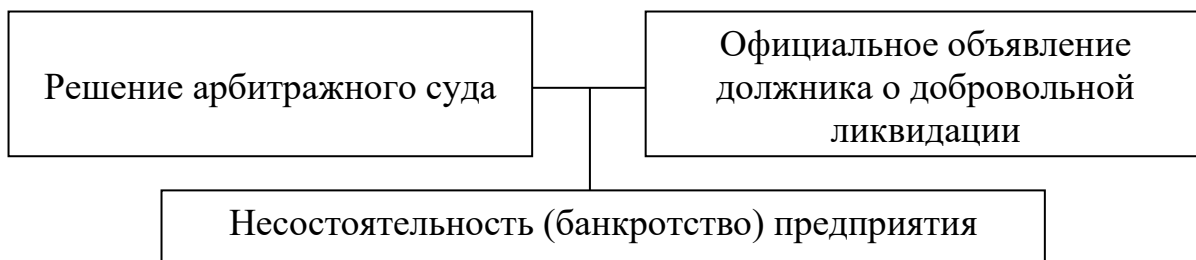 Решение арбитражного суда
Официальное объявление
должника о добровольной
ликвидации
Несостоятельность (банкротство) предприятия